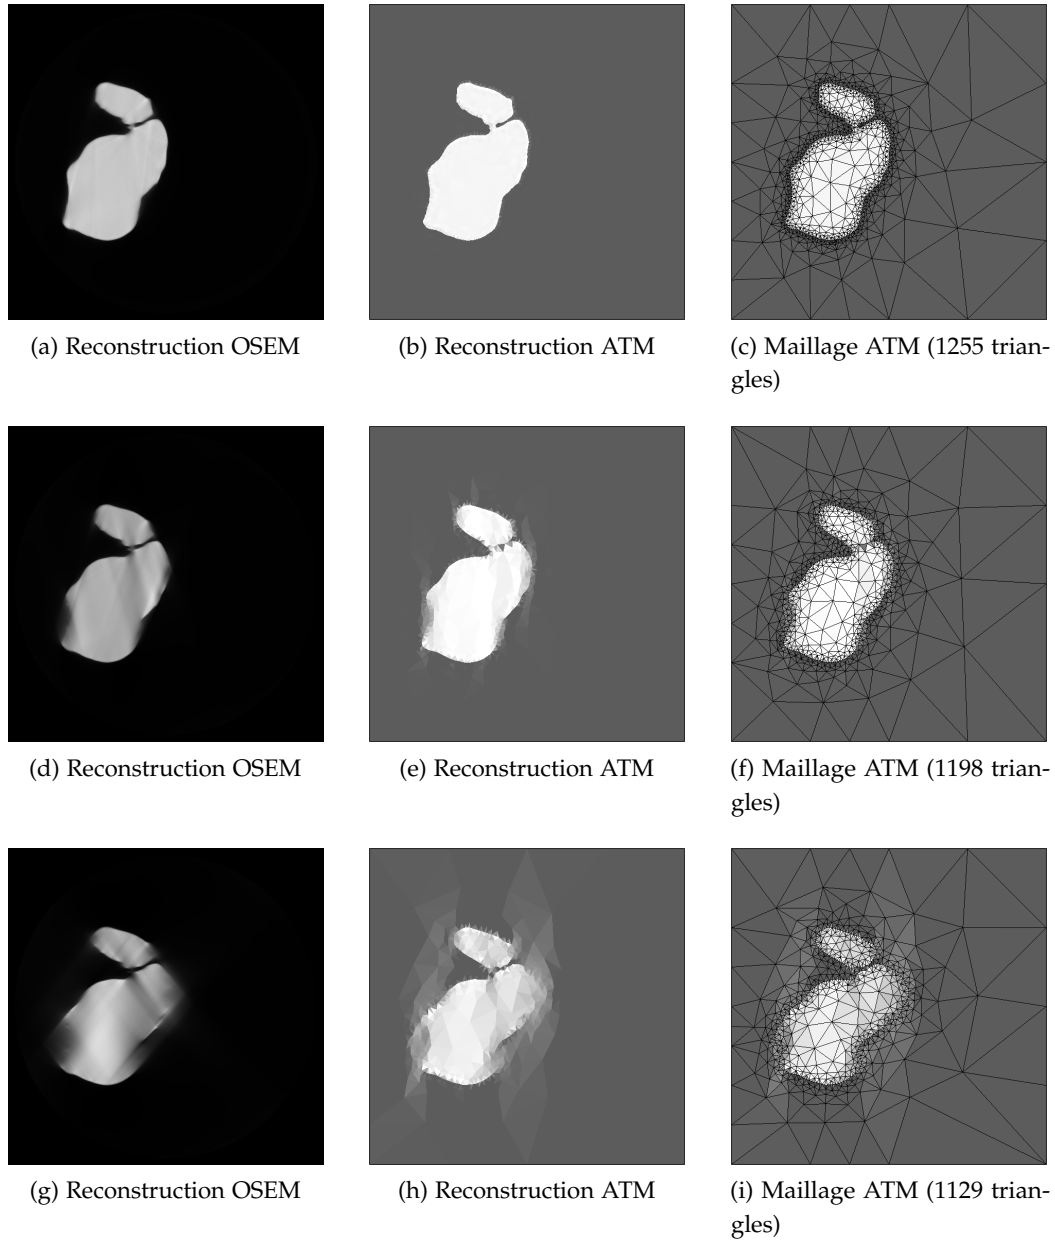 (a) Reconstruction OSEM
(b) Reconstruction ATM
(c) Maillage ATM (1255 trian-
gles)
(d) Reconstruction OSEM
(e) Reconstruction ATM
(f) Maillage ATM (1198 trian-
gles)
(g) Reconstruction OSEM
(h) Reconstruction ATM
(i) Maillage ATM (1129 trian-
gles)